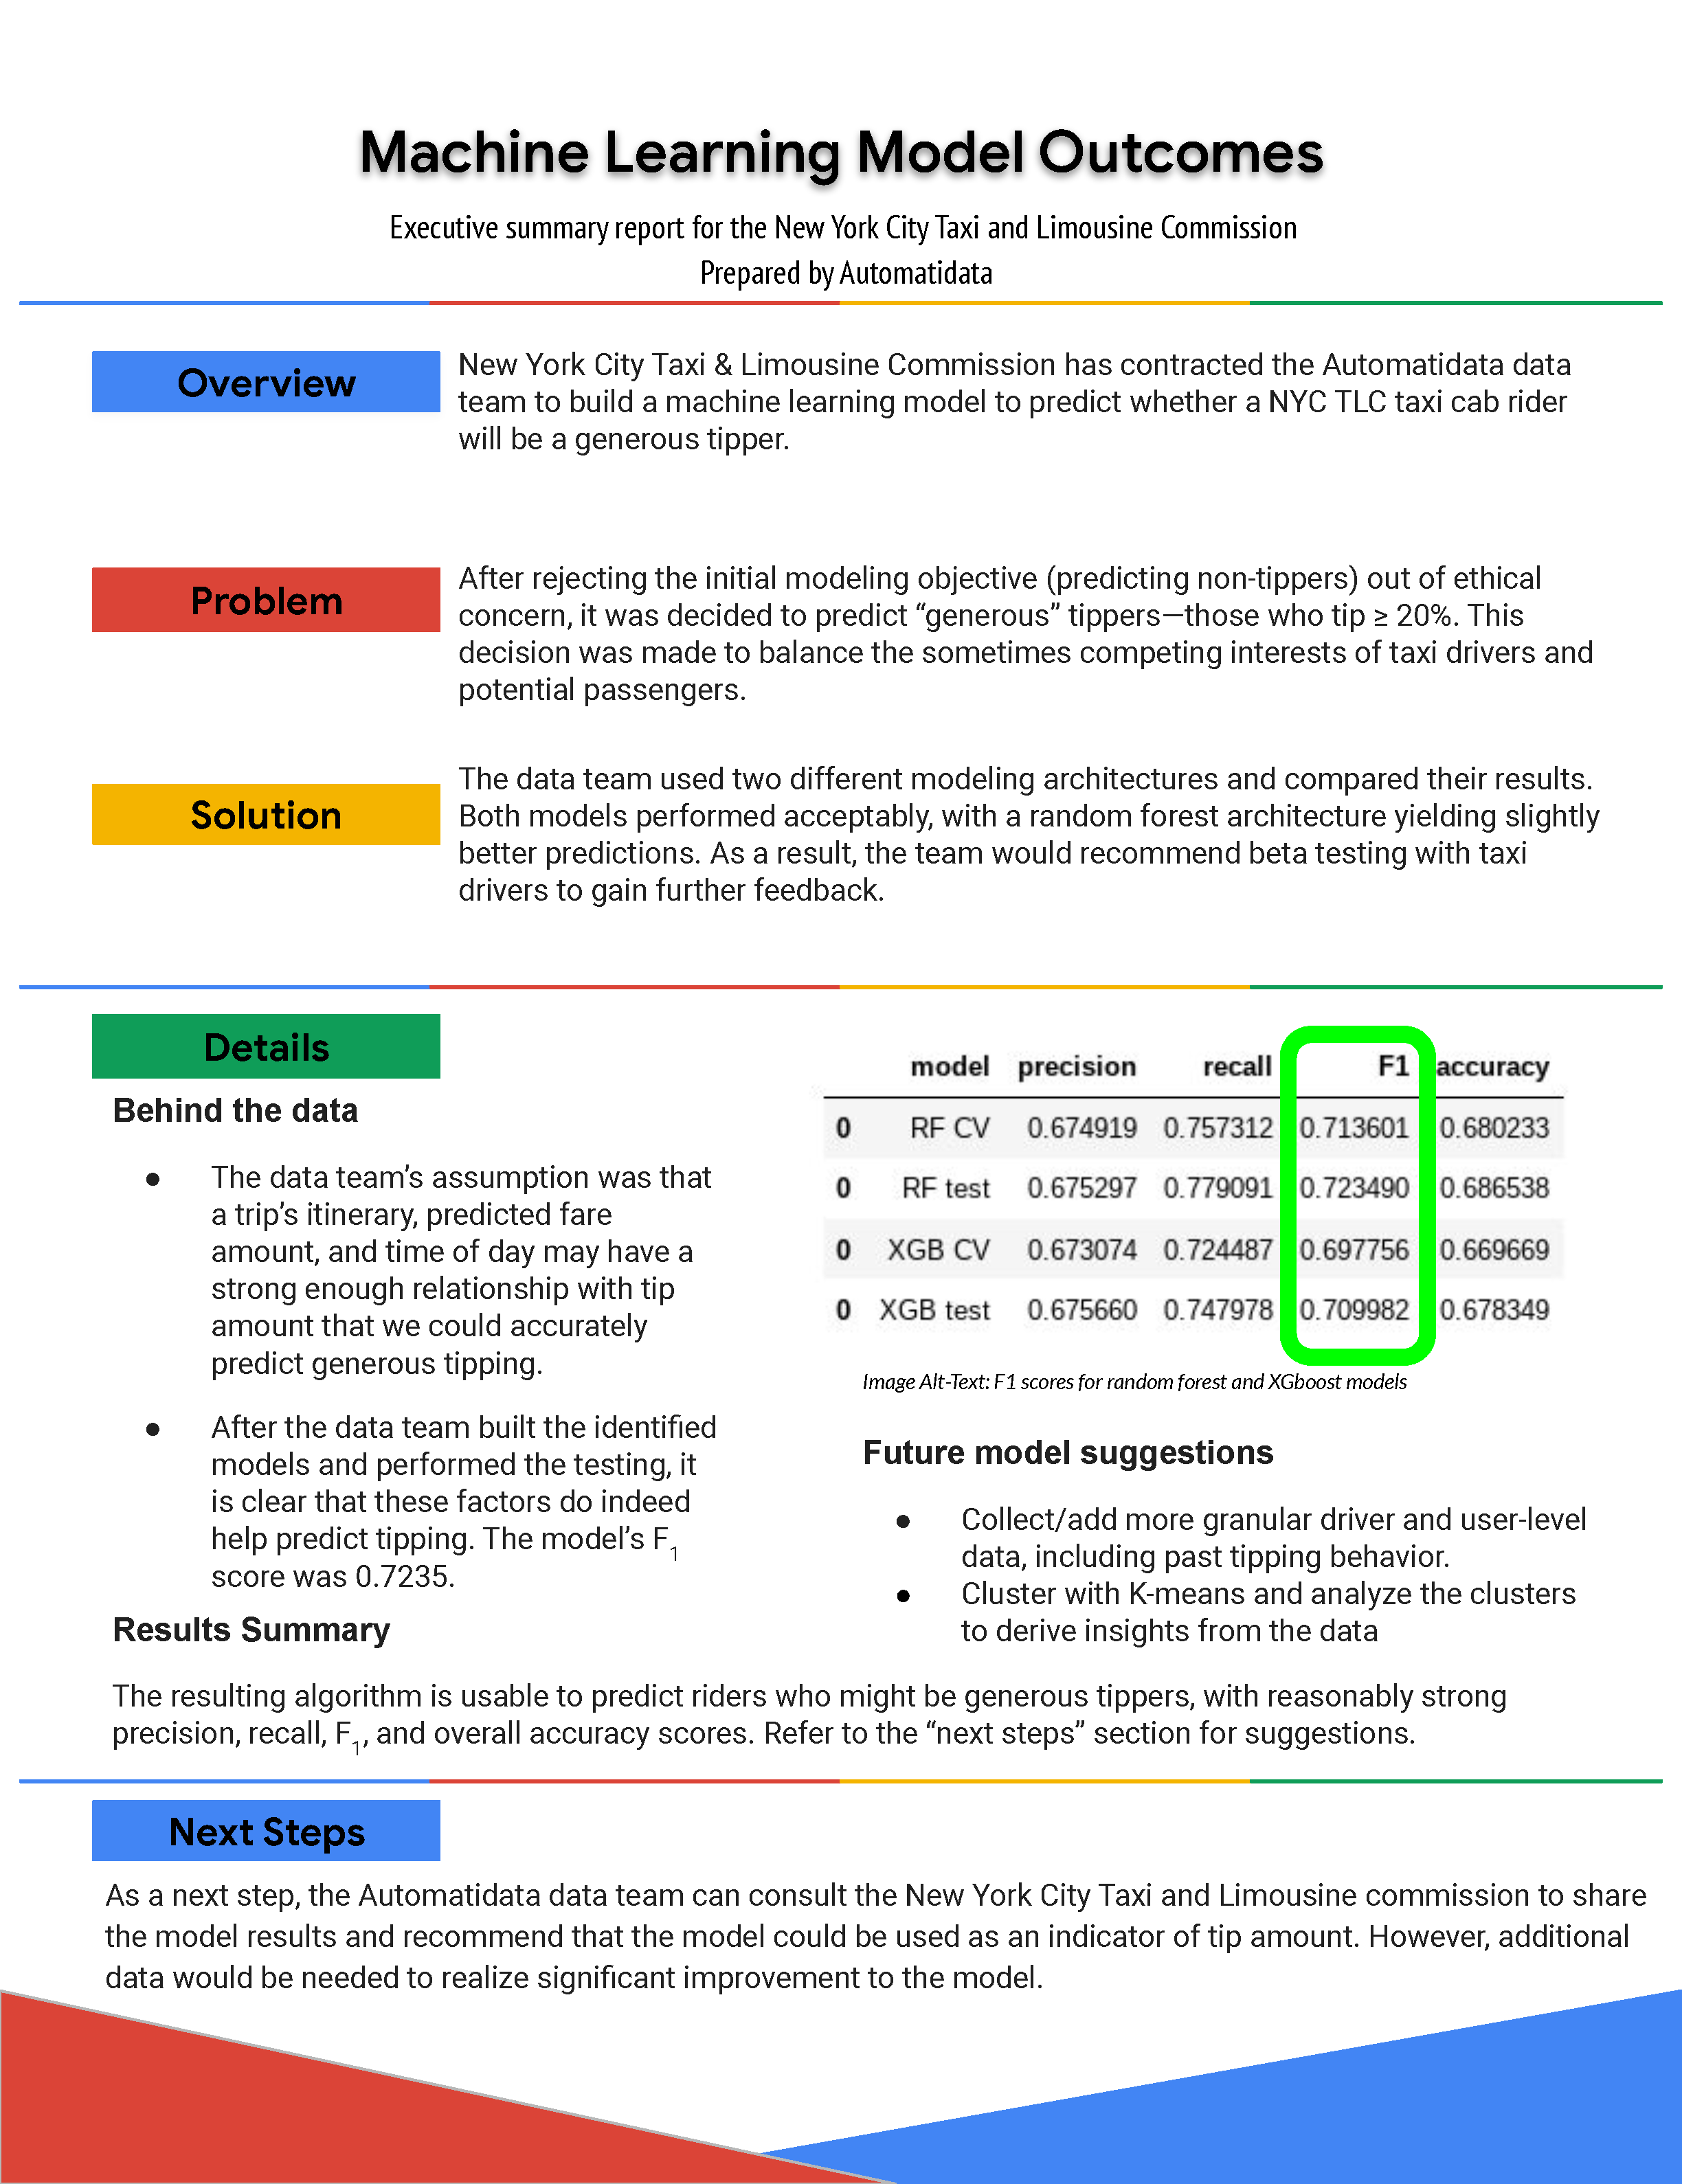 Machine Learning Model Outcomes
Executive summary report for the New York City Taxi and Limousine Commission
Prepared by Automatidata
Overview
New York City Taxi & Limousine Commission has contracted the Automatidata data
team to build a machine learning model to predict whether a NYC TLC taxi cab rider
will be a generous tipper.
Problem
After rejecting the initial modeling objective (predicting non-tippers) out of ethical
concern, it was decided to predict “generous” tippers—those who tip ≥ 20%. This
decision was made to balance the sometimes competing interests of taxi drivers and
potential passengers.
Solution
The data team used two different modeling architectures and compared their results.
Both models performed acceptably, with a random forest architecture yielding slightly
better predictions. As a result, the team would recommend beta testing with taxi
drivers to gain further feedback.
Details
Behind the data
● The data team’s assumption was that
a trip’s itinerary, predicted fare
amount, and time of day may have a
strong enough relationship with tip
amount that we could accurately
predict generous tipping.
● After the data team built the identified
models and performed the testing, it
is clear that these factors do indeed
help predict tipping. The model’s F1
score was 0.7235.
model precision recall F1 accuracy
0 RF CV 0.674919 0.757312 0.713601 0.680233
0 RF test 0.675297 0.779091 0.723490 0.686538
0 XGB CV 0.673074 0.724487 0.697756 0.669669
0 XGB test 0.675660 0.747978 0.709982 0.678349
Image Alt-Text: F1 scores for random forest and XGboost models
Future model suggestions
● Collect/add more granular driver and user-level
data, including past tipping behavior.
● Cluster with K-means and analyze the clusters
to derive insights from the data
Results Summary
The resulting algorithm is usable to predict riders who might be generous tippers, with reasonably strong
precision, recall, F1, and overall accuracy scores. Refer to the “next steps” section for suggestions.
Next Steps
As a next step, the Automatidata data team can consult the New York City Taxi and Limousine commission to share
the model results and recommend that the model could be used as an indicator of tip amount. However, additional
data would be needed to realize significant improvement to the model.